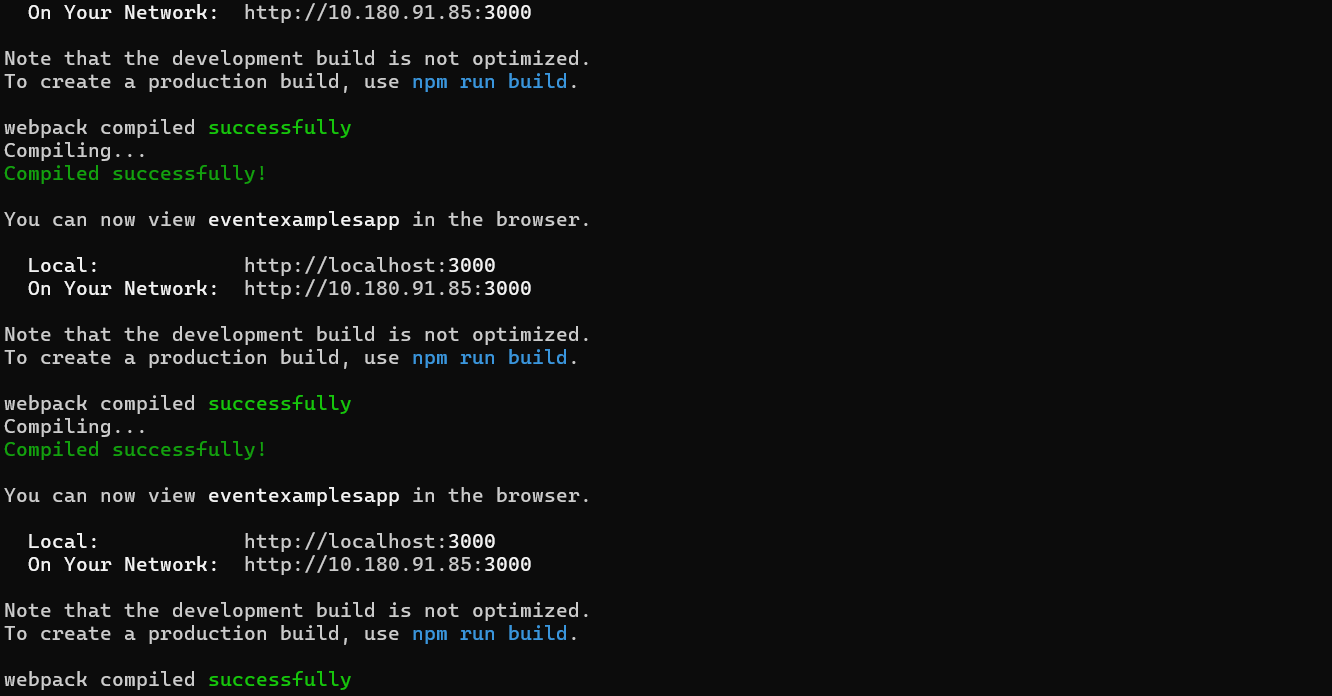 On Your Network:  http://10.180.91.85:3000
Note that the development build is not optimized.
To create a production build, use npm run build.
webpack compiled successfully
Compiling...
Compiled successfully!
You can now view eventexamplesapp in the browser.
Local:            http://localhost:3000
On Your Network:  http://10.180.91.85:3000
Note that the development build is not optimized.
To create a production build, use npm run build.
webpack compiled successfully
Compiling...
Compiled successfully!
You can now view eventexamplesapp in the browser.
Local:            http://localhost:3000
On Your Network:  http://10.180.91.85:3000
Note that the development build is not optimized.
To create a production build, use npm run build.
webpack compiled successfully